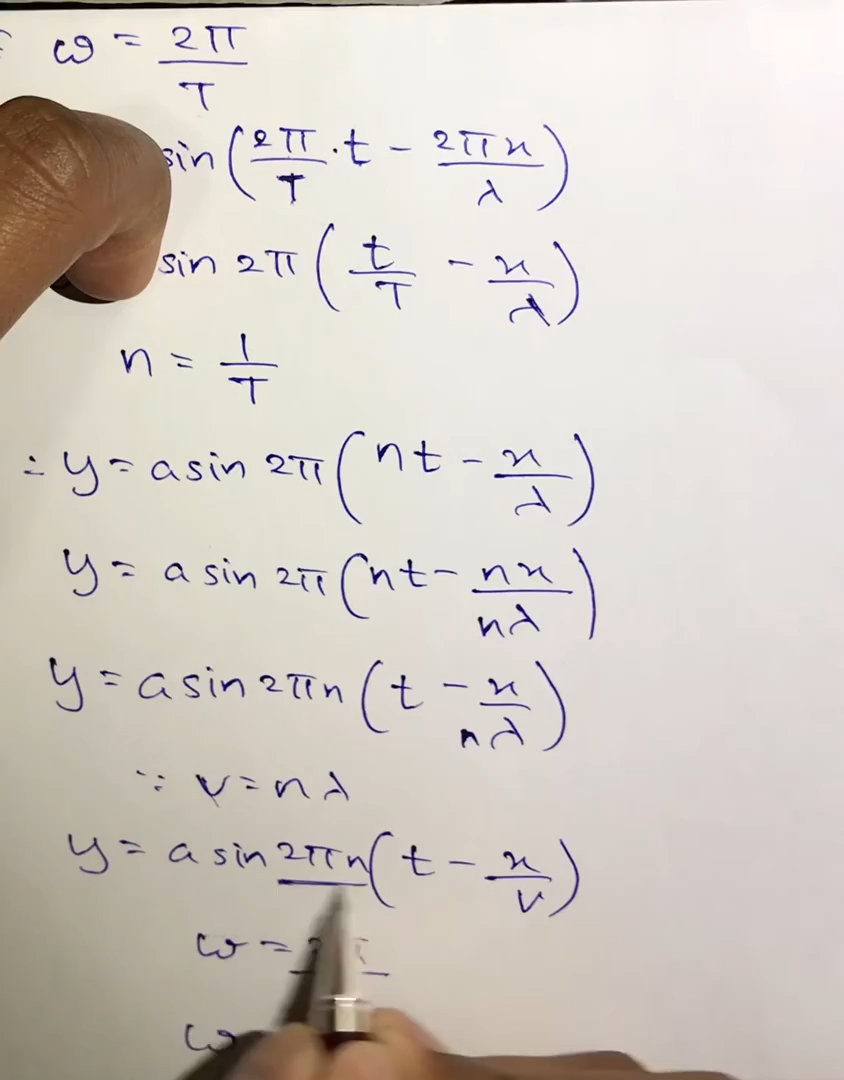 ω = 2π/T
sin(2π/T · t − 2πx/λ)
sin 2π(t/T − x/λ)
n = 1/T
∴ y = a sin 2π(nt − x/λ)
y = a sin 2π(nt − nx/nλ)
y = a sin 2πn(t − x/nλ)
∵ v = nλ
y = a sin 2πn(t − x/v)
ω =
ω